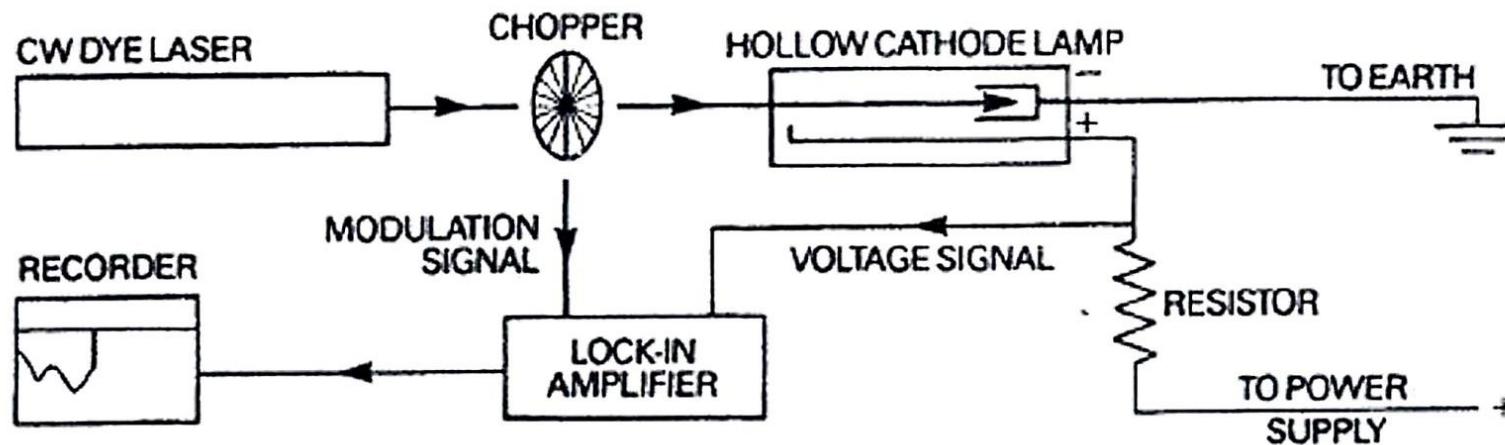 CW DYE LASER
CHOPPER
HOLLOW CATHODE LAMP
−
+
TO EARTH
MODULATION
SIGNAL
VOLTAGE SIGNAL
RECORDER
RESISTOR
LOCK-IN
AMPLIFIER
TO POWER
SUPPLY
+